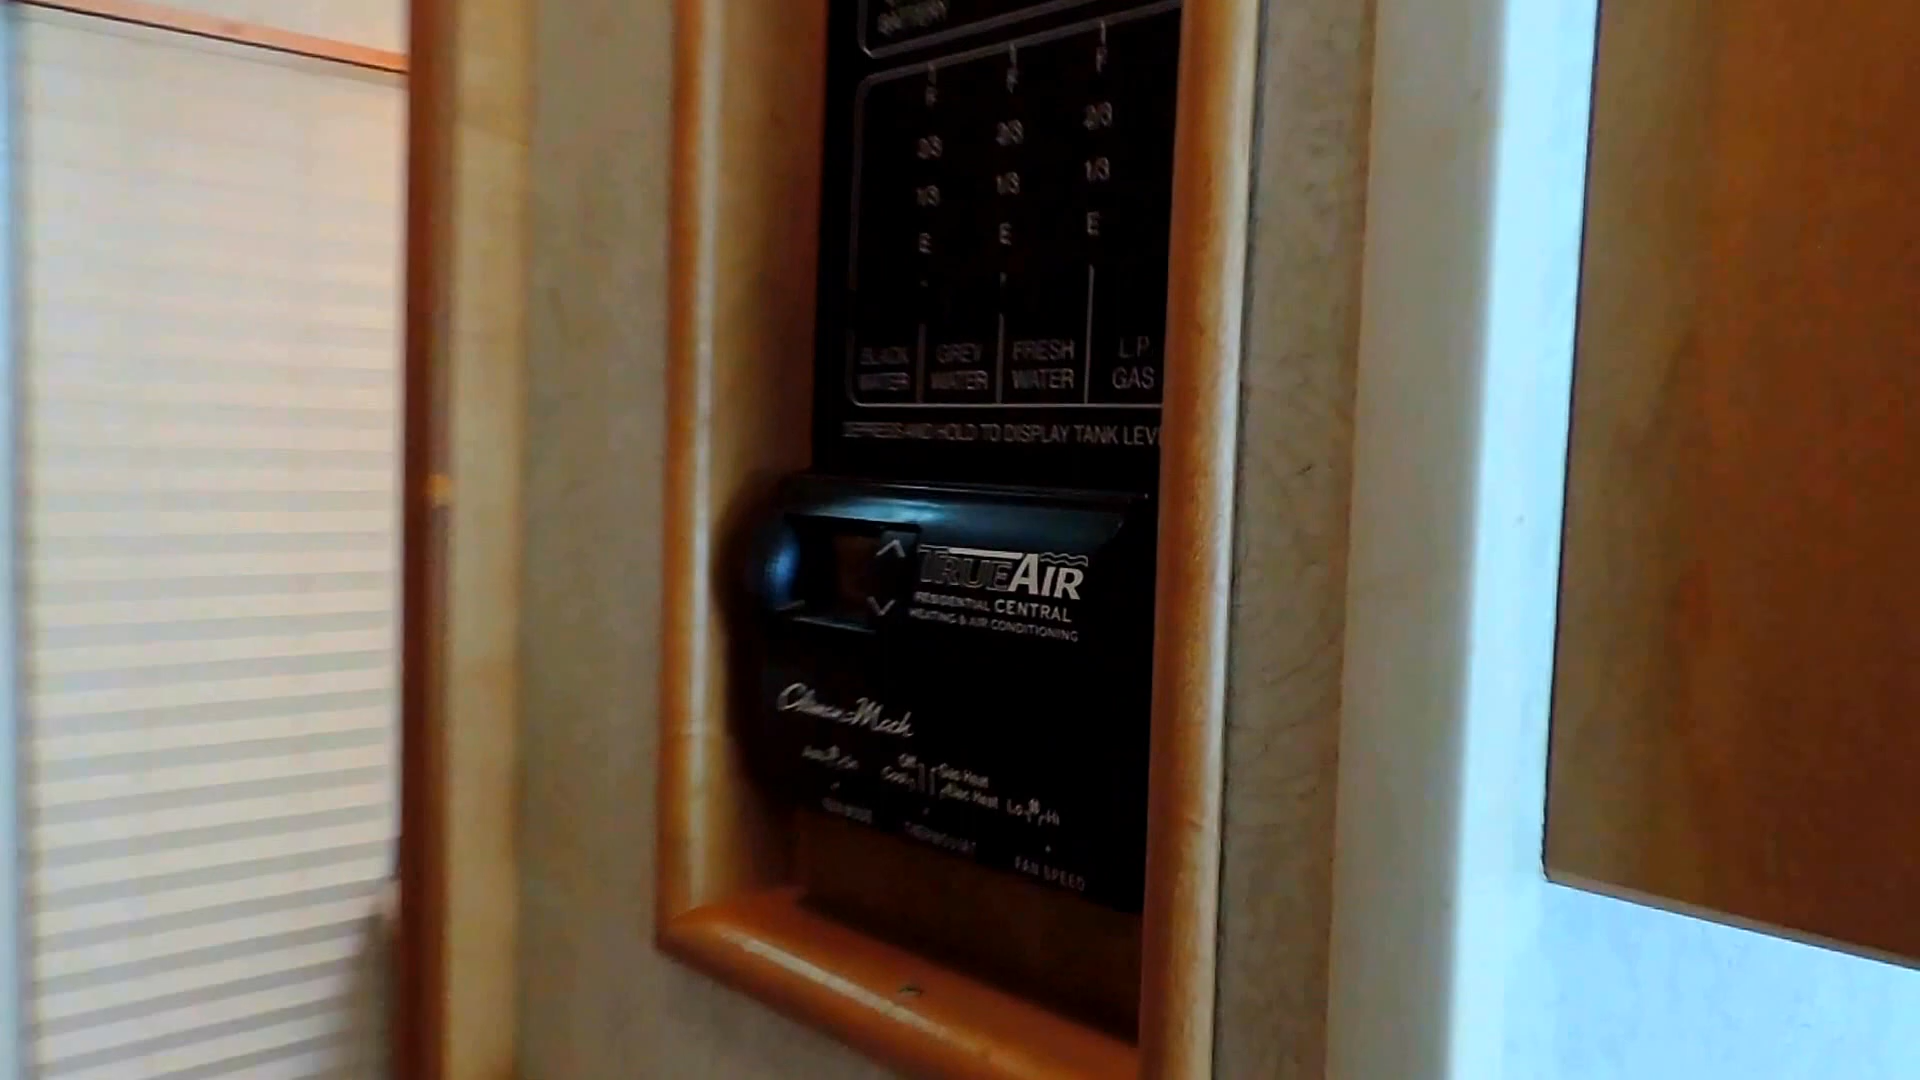 BATTERY
F F F
2/3 2/3 2/3
1/3 1/3 1/3
E E E
BLACK WATER
GREY WATER
FRESH WATER
L.P. GAS
DEPRESS AND HOLD TO DISPLAY TANK LEV
TRUEAIR
RESIDENTIAL CENTRAL
HEATING & AIR CONDITIONING
Off Gas Heat
Cool Elec Heat Lo Hi
THERMOSTAT
FAN SPEED